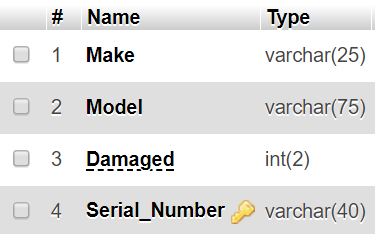 # Name Type
1 Make varchar(25)
2 Model varchar(75)
3 Damaged int(2)
4 Serial_Number varchar(40)